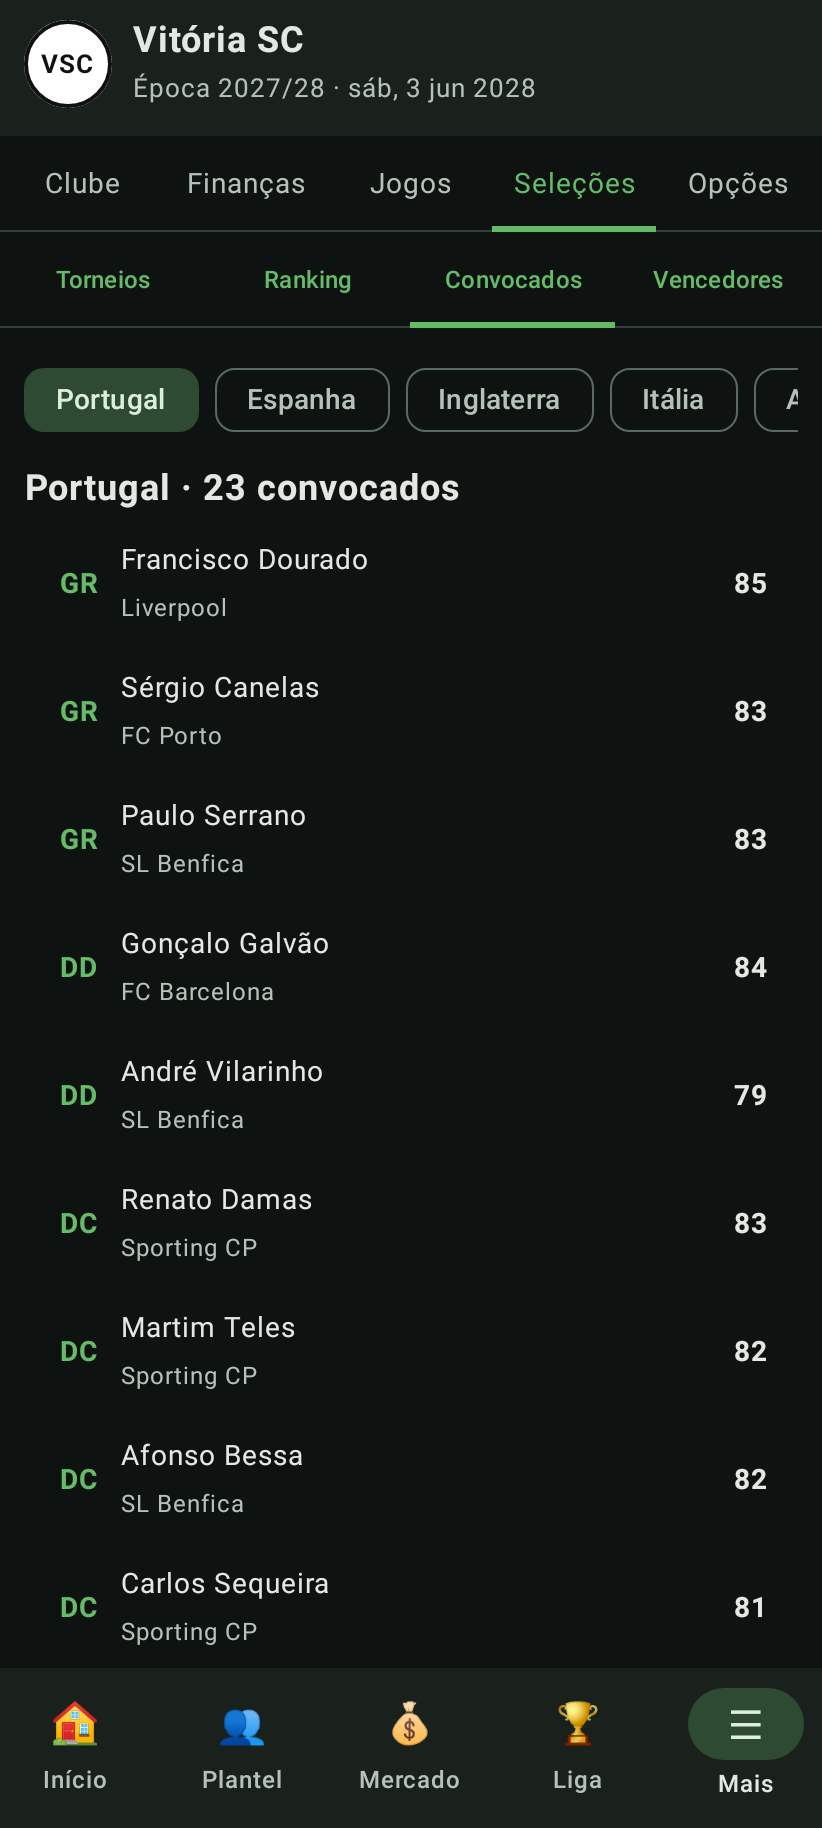 VSC
Vitória SC
Época 2027/28 · sáb, 3 jun 2028
Clube Finanças Jogos Seleções Opções
Torneios Ranking Convocados Vencedores
Portugal Espanha Inglaterra Itália
Portugal · 23 convocados
GR Francisco Dourado 85
Liverpool
GR Sérgio Canelas 83
FC Porto
GR Paulo Serrano 83
SL Benfica
DD Gonçalo Galvão 84
FC Barcelona
DD André Vilarinho 79
SL Benfica
DC Renato Damas 83
Sporting CP
DC Martim Teles 82
Sporting CP
DC Afonso Bessa 82
SL Benfica
DC Carlos Sequeira 81
Sporting CP
Início Plantel Mercado Liga Mais